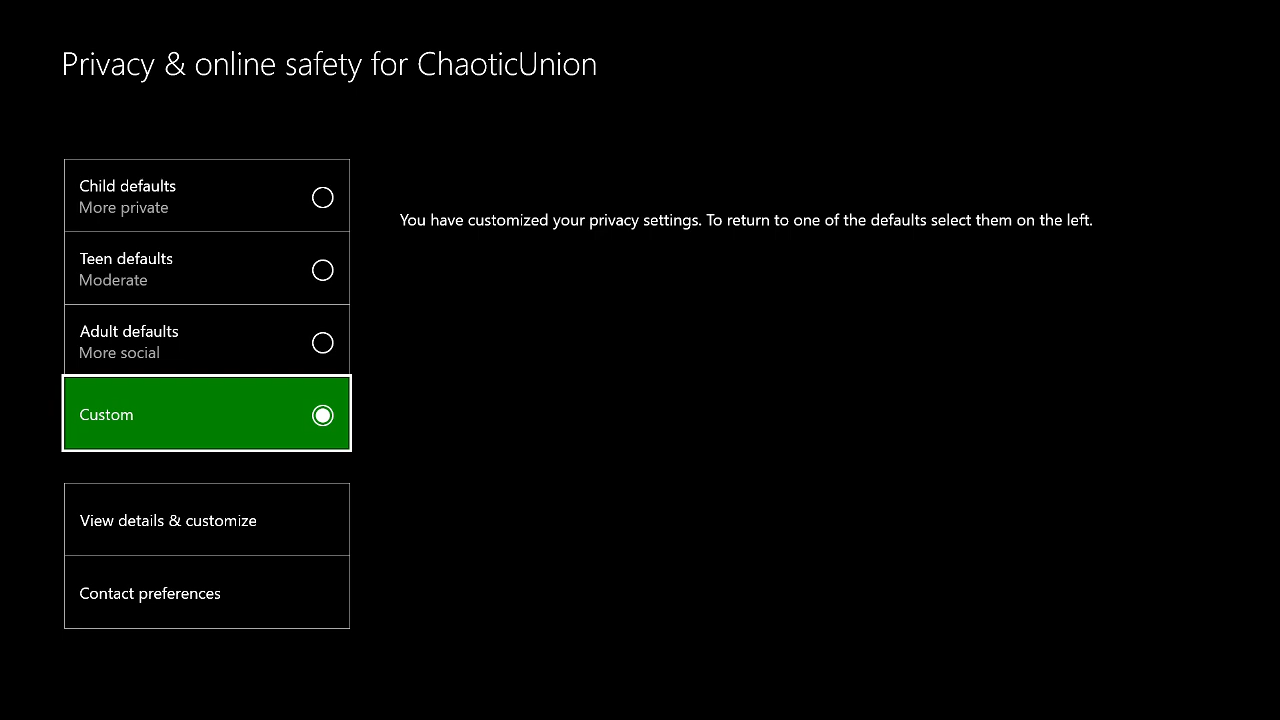 Privacy & online safety for ChaoticUnion
Child defaults
More private
Teen defaults
Moderate
Adult defaults
More social
Custom
View details & customize
Contact preferences
You have customized your privacy settings. To return to one of the defaults select them on the left.